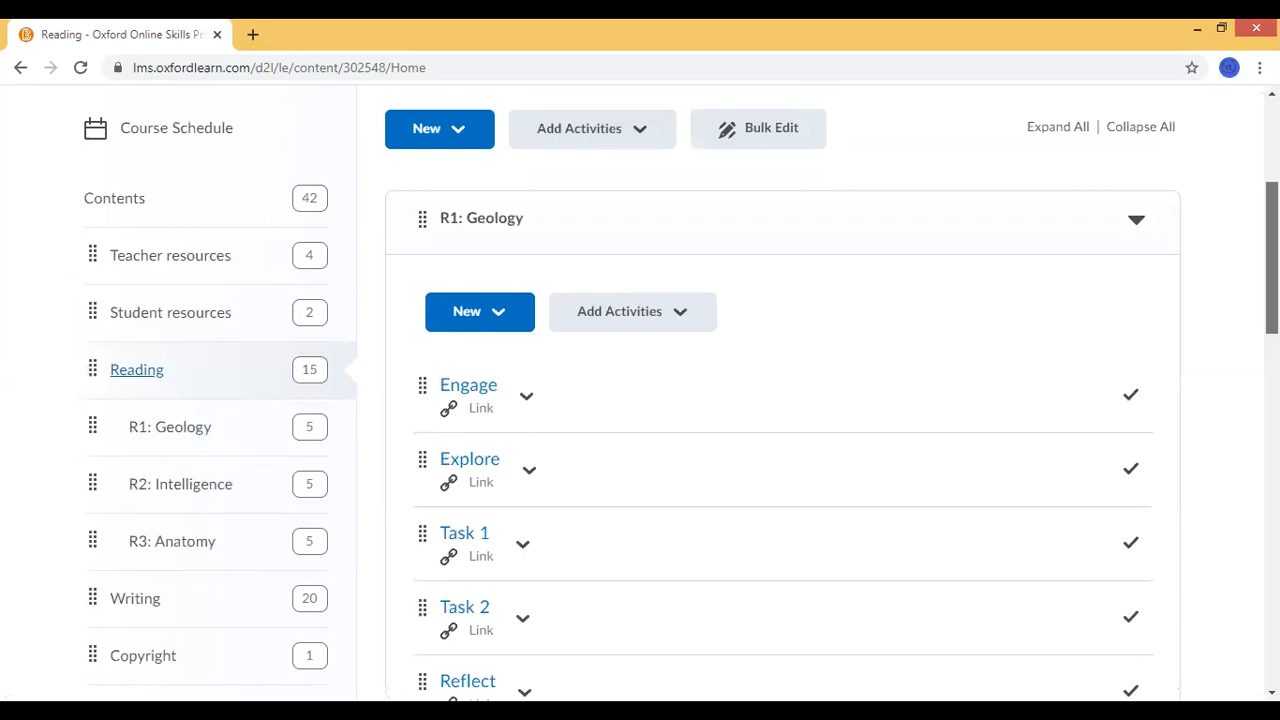 Reading - Oxford Online Skills Pr
lms.oxfordlearn.com/d2l/le/content/302548/Home
Course Schedule
Contents 42
Teacher resources 4
Student resources 2
Reading 15
R1: Geology 5
R2: Intelligence 5
R3: Anatomy 5
Writing 20
Copyright 1
New Add Activities Bulk Edit Expand All | Collapse All
R1: Geology
New Add Activities
Engage
Link
Explore
Link
Task 1
Link
Task 2
Link
Reflect